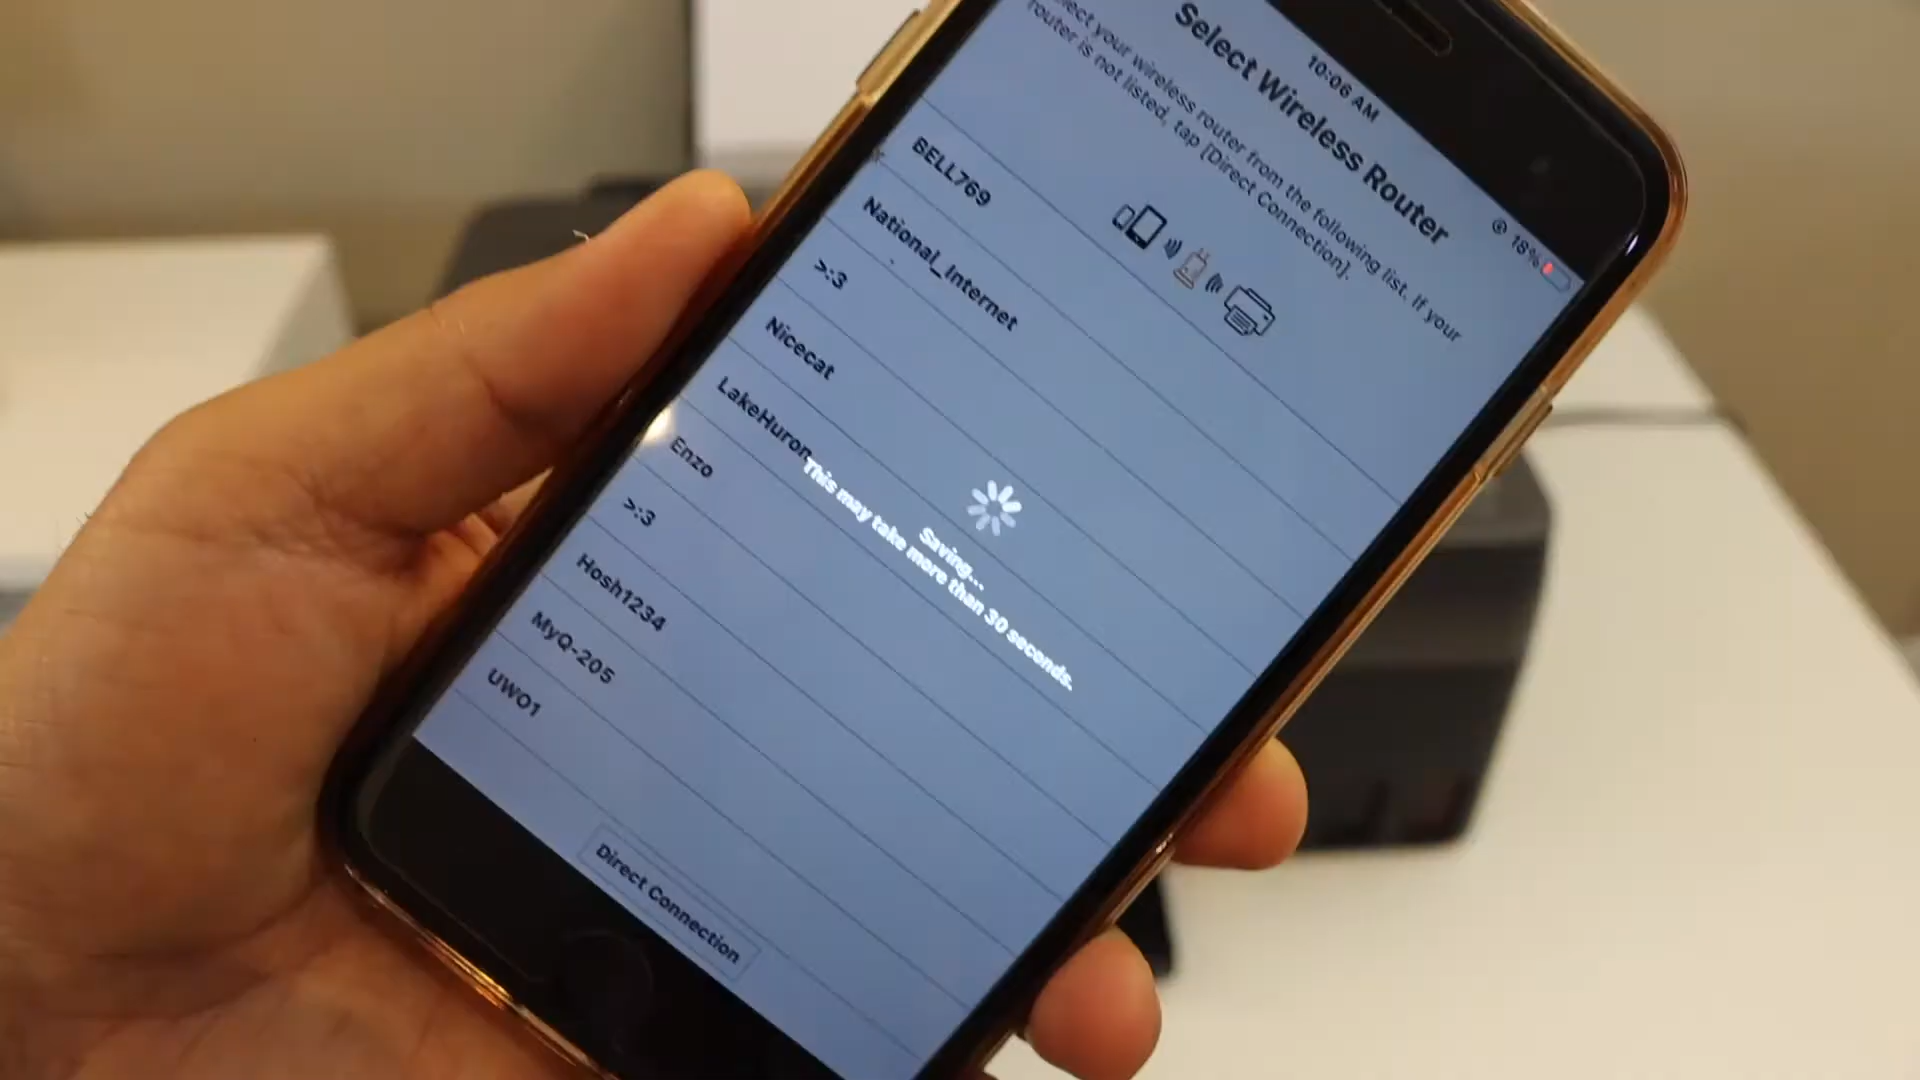 10:06 AM
18%
Select Wireless Router
your wireless router from the following list. If your
router is not listed, tap [Direct Connection].
BELL769
National_Internet
>:3
Nicecat
LakeHuron
Enzo
>:3
Hosh1234
MyQ-205
UWO1
Saving...
This may take more than 30 seconds.
Direct Connection